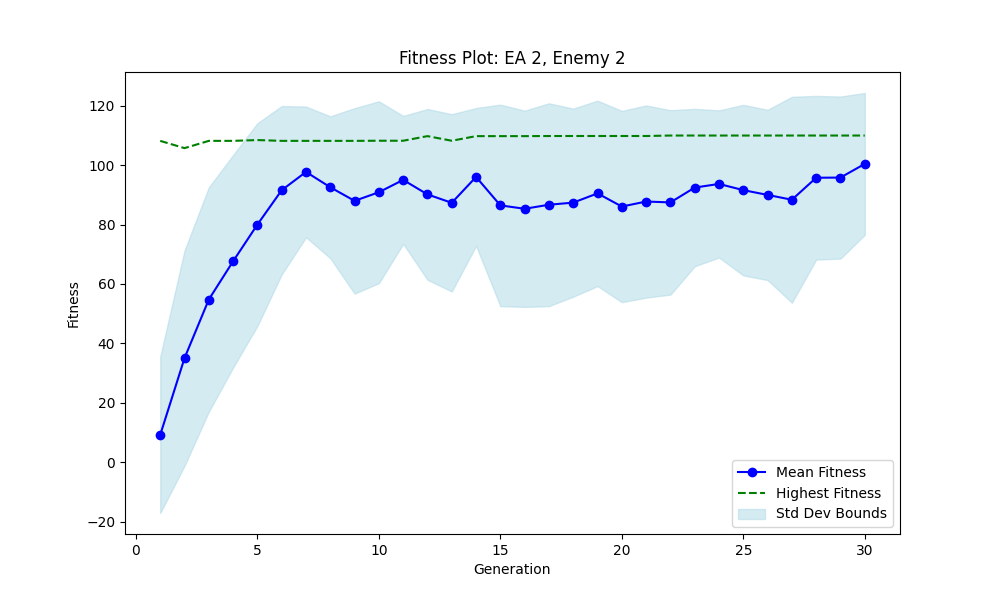 Fitness Plot: EA 2, Enemy 2
120
100
80
60
40
20
0
−20
Fitness
0 5 10 15 20 25 30
Generation
Mean Fitness
Highest Fitness
Std Dev Bounds